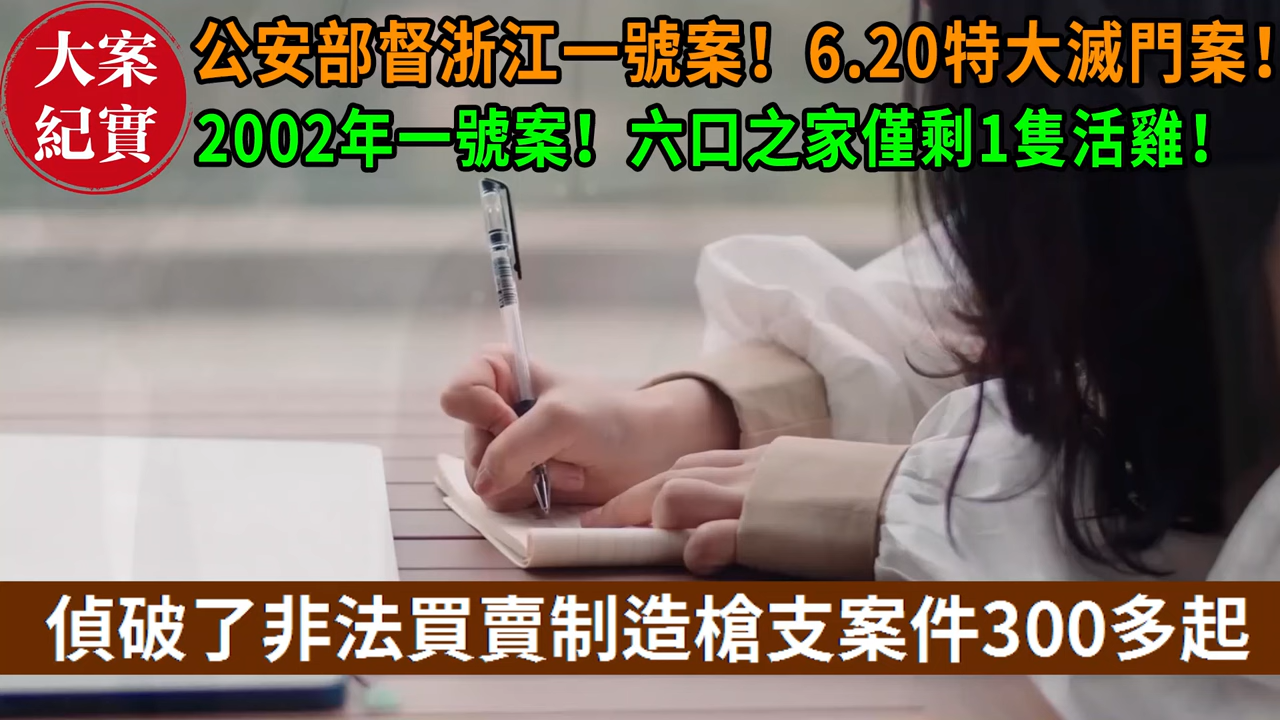 大案
紀實
公安部督浙江一號案！6.20特大滅門案！
2002年一號案！六口之家僅剩1隻活雞！
偵破了非法買賣制造槍支案件300多起